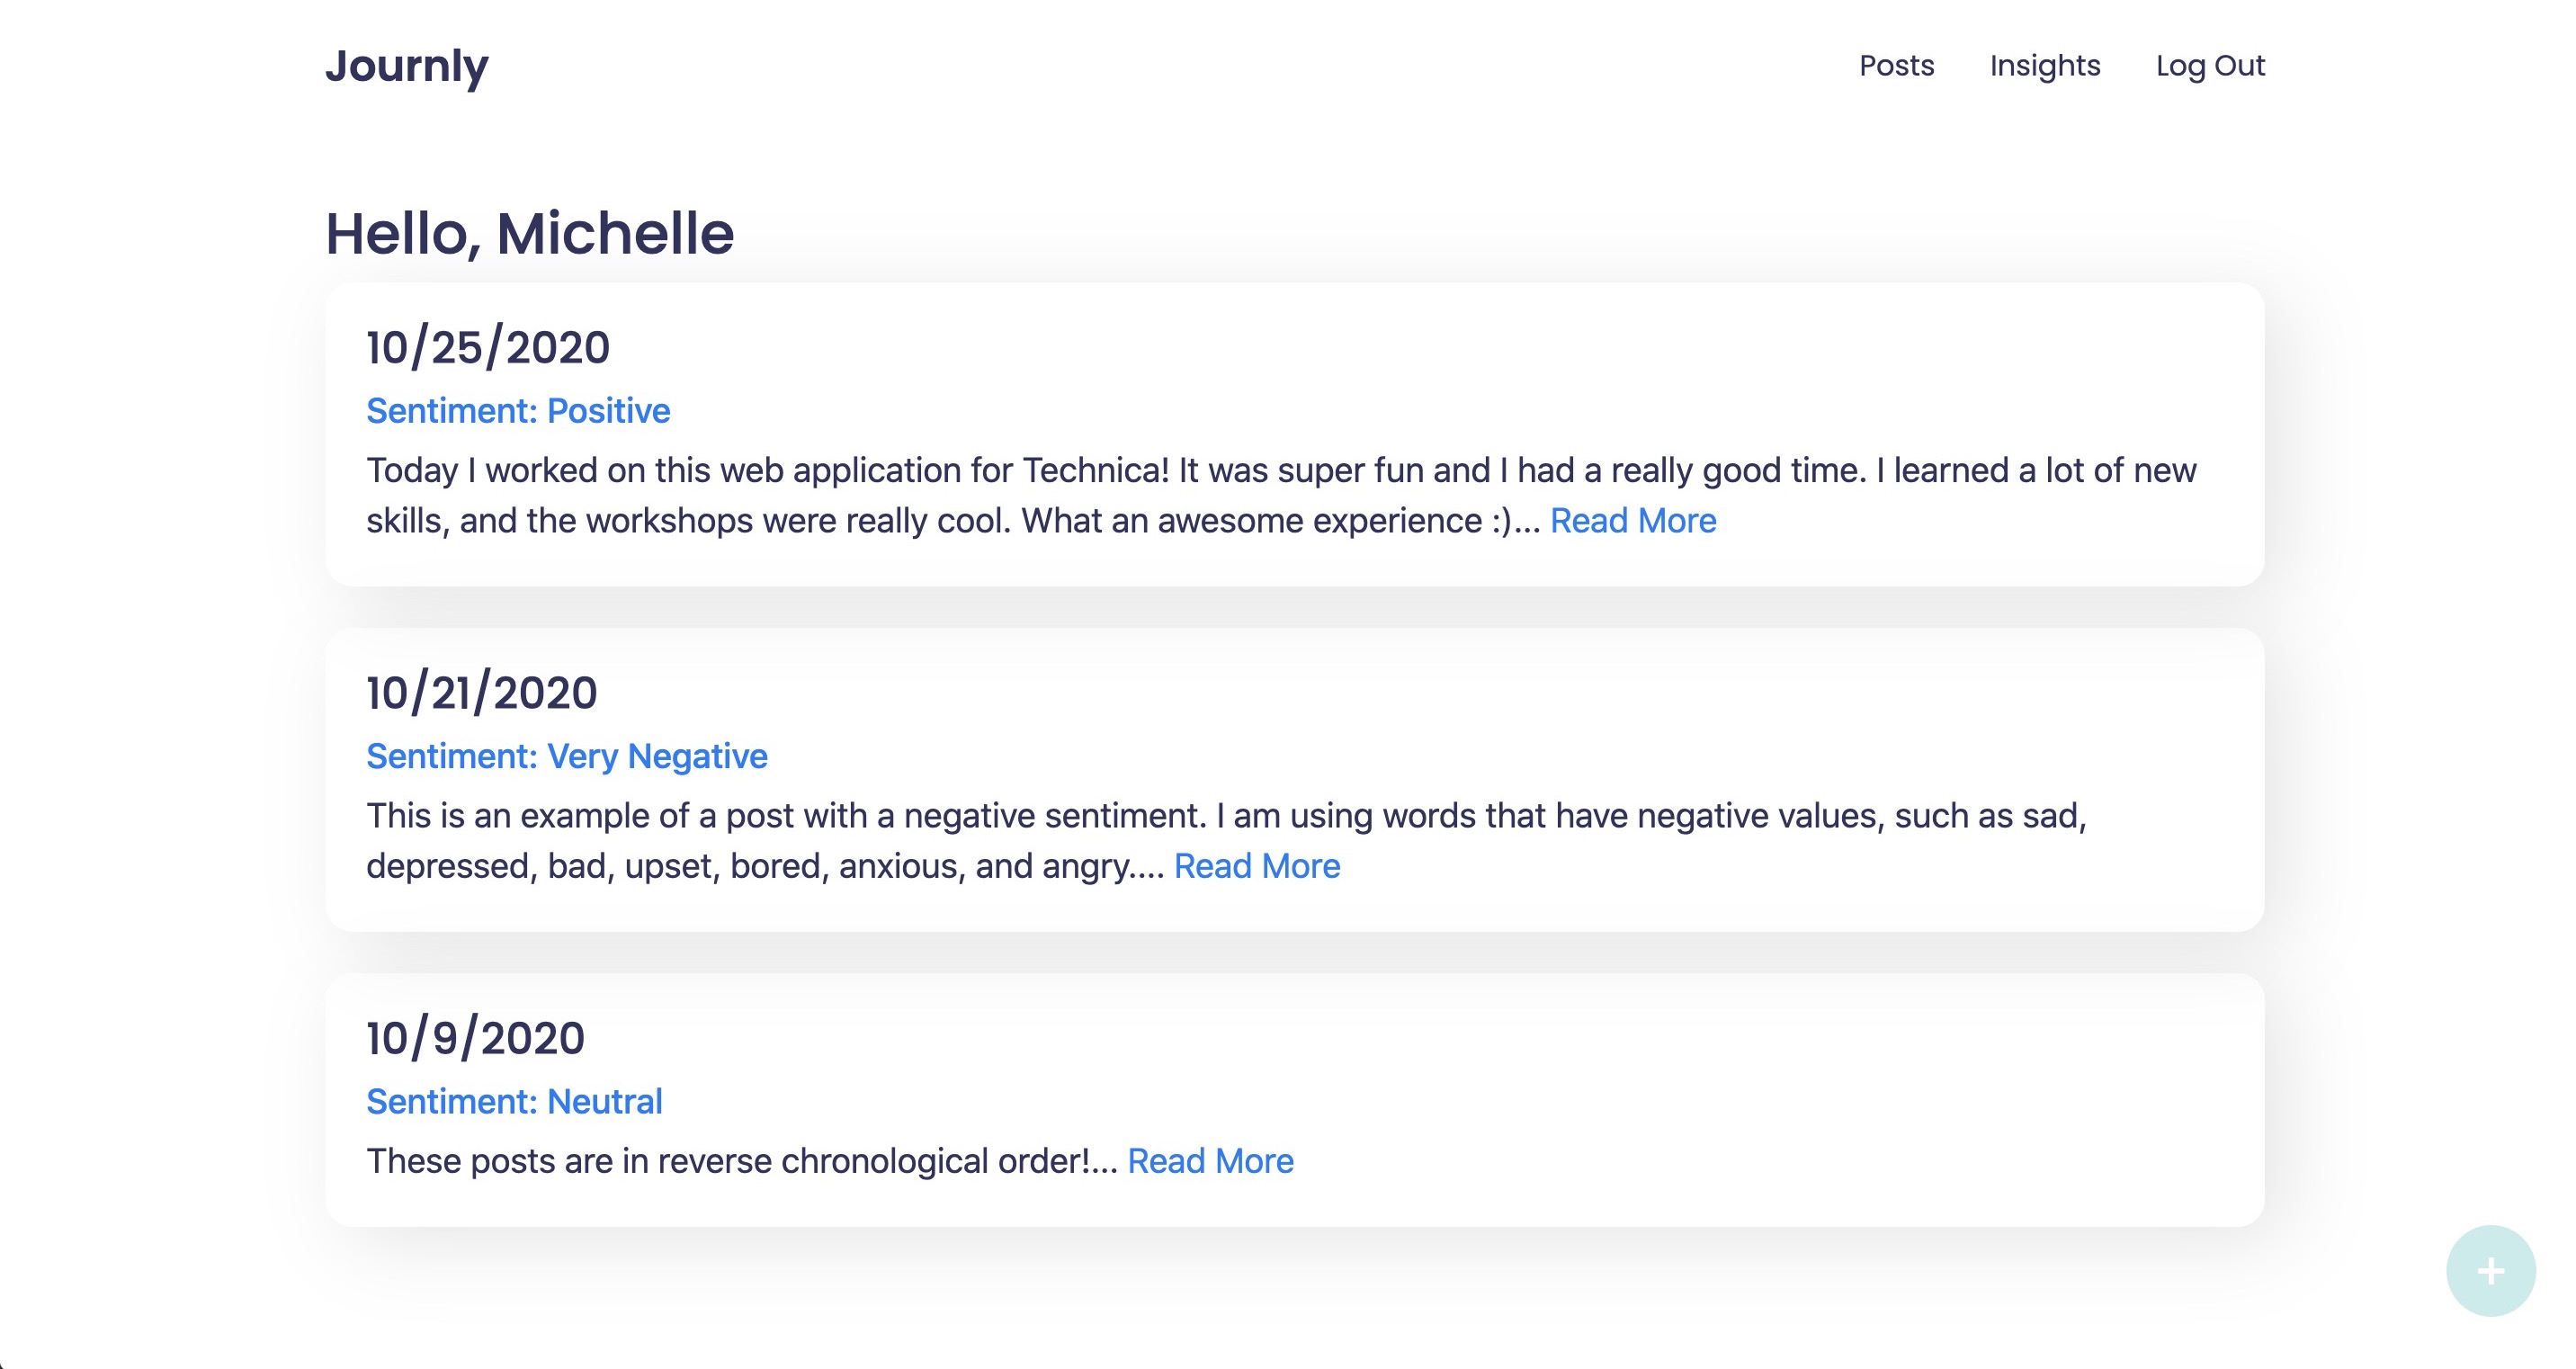 Journly
Posts
Insights
Log Out
Hello, Michelle
10/25/2020
Sentiment: Positive
Today I worked on this web application for Technica! It was super fun and I had a really good time. I learned a lot of new
skills, and the workshops were really cool. What an awesome experience :)... Read More
10/21/2020
Sentiment: Very Negative
This is an example of a post with a negative sentiment. I am using words that have negative values, such as sad,
depressed, bad, upset, bored, anxious, and angry.... Read More
10/9/2020
Sentiment: Neutral
These posts are in reverse chronological order!... Read More
+